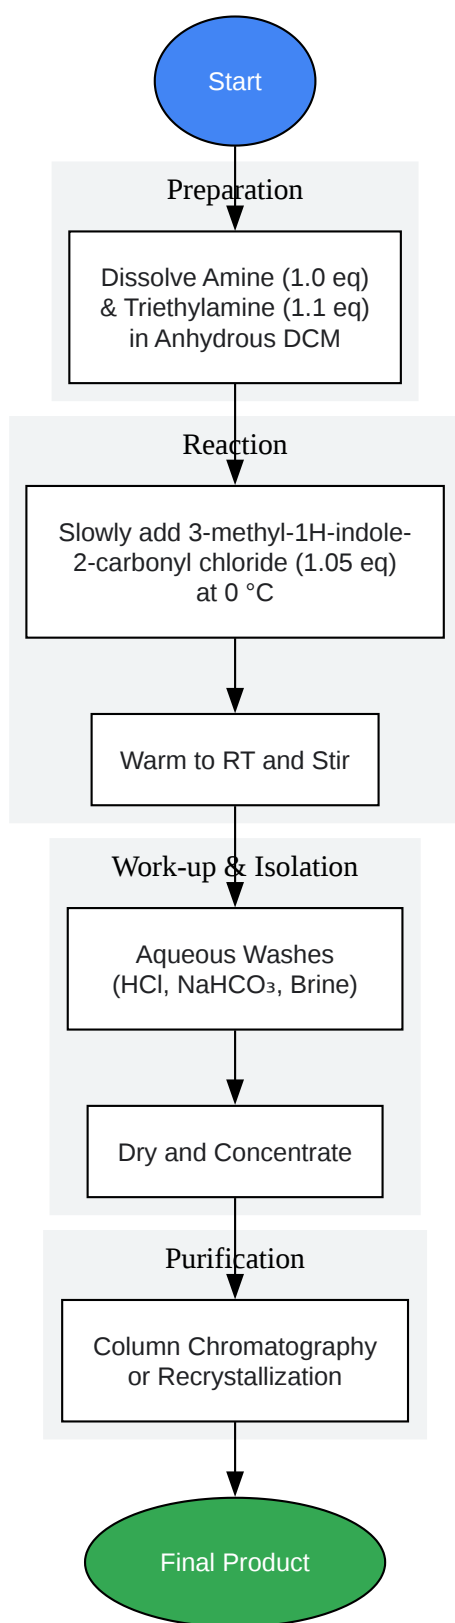 Start
Preparation
Dissolve Amine (1.0 eq)
& Triethylamine (1.1 eq)
in Anhydrous DCM
Reaction
Slowly add 3-methyl-1H-indole-
2-carbonyl chloride (1.05 eq)
at 0 °C
Warm to RT and Stir
Work-up & Isolation
Aqueous Washes
(HCl, NaHCO₃, Brine)
Dry and Concentrate
Purification
Column Chromatography
or Recrystallization
Final Product